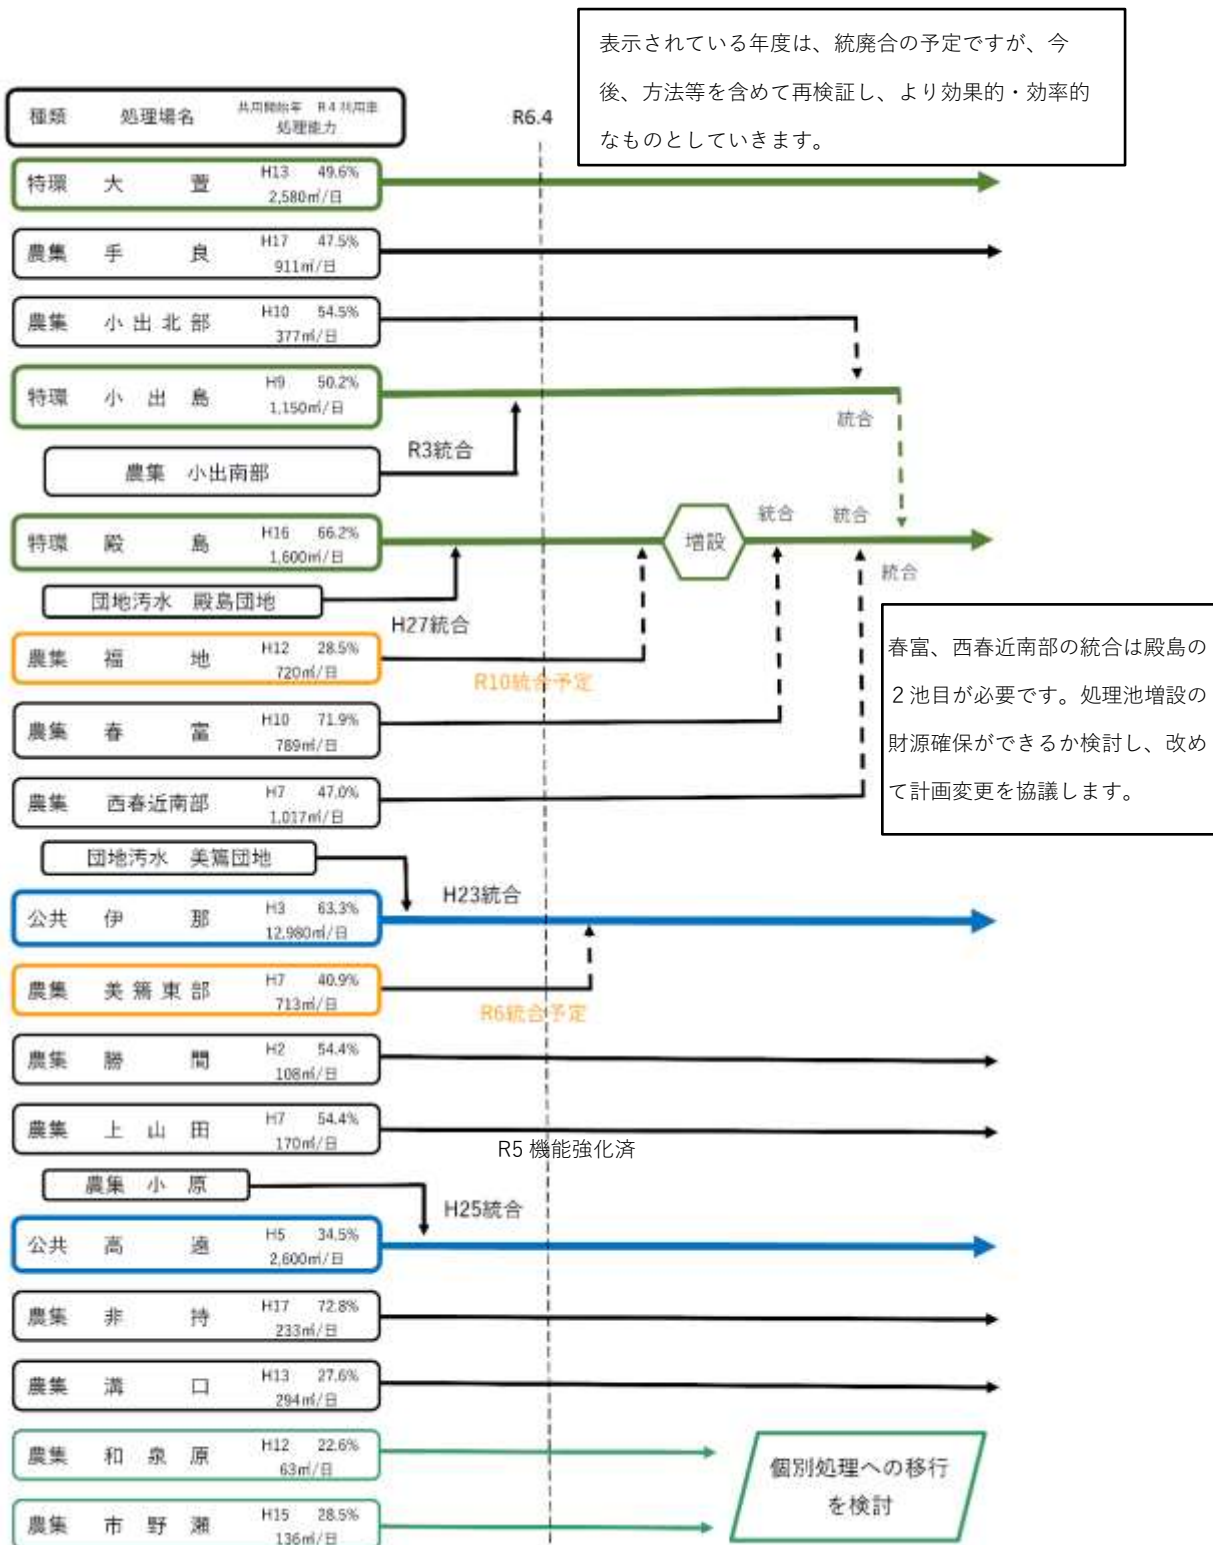 表示されている年度は、統廃合の予定ですが、今
後、方法等を含めて再検証し、より効果的・効率的
なものとしていきます。
種類 処理場名 共用開始年 R4利用率
処理能力
R6.4
特環 大萱 H13 49.6%
2,580㎥/日
農集 手良 H17 47.5%
911㎥/日
農集 小出北部 H10 54.5%
377㎥/日
特環 小出島 H9 50.2%
1,150㎥/日
統合
R3統合
農集 小出南部
特環 殿島 H16 66.2%
1,600㎥/日
増設
統合 統合
統合
団地汚水 殿島団地
H27統合
農集 福地 H12 28.5%
720㎥/日
R10統合予定
春富、西春近南部の統合は殿島の
2池目が必要です。処理池増設の
財源確保ができるか検討し、改め
て計画変更を協議します。
農集 春富 H10 71.9%
789㎥/日
農集 西春近南部 H7 47.0%
1,017㎥/日
団地汚水 美篶団地
H23統合
公共 伊那 H3 63.3%
12,980㎥/日
農集 美篶東部 H7 40.9%
713㎥/日
R6統合予定
農集 勝間 H2 54.4%
108㎥/日
農集 上山田 H7 54.4%
170㎥/日
R5 機能強化済
農集 小原
H25統合
公共 高遠 H5 34.5%
2,600㎥/日
農集 非持 H17 72.8%
233㎥/日
農集 溝口 H13 27.6%
294㎥/日
農集 和泉原 H12 22.6%
63㎥/日
個別処理への移行
を検討
農集 市野瀬 H15 28.5%
136㎥/日